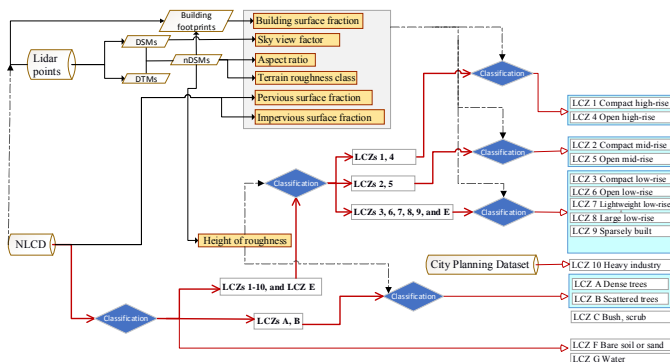 Building
footprints
Building surface fraction
Lidar
points
DSMs
Sky view factor
nDSMs
Aspect ratio
DTMs
Terrain roughness class
Classification
Pervious surface fraction
Impervious surface fraction
LCZ 1 Compact high-rise
LCZ 4 Open high-rise
LCZs 1, 4
LCZ 2 Compact mid-rise
LCZ 5 Open mid-rise
Classification
Classification
LCZs 2, 5
LCZ 3 Compact low-rise
LCZ 6 Open low-rise
LCZ 7 Lightweight low-rise
LCZ 8 Large low-rise
LCZ 9 Sparsely built
LCZs 3, 6, 7, 8, 9, and E
Classification
NLCD
Height of roughness
City Planning Dataset
LCZ 10 Heavy industry
LCZs 1-10, and LCZ E
Classification
LCZ A Dense trees
LCZ B Scattered trees
Classification
LCZs A, B
LCZ C Bush, scrub
LCZ F Bare soil or sand
LCZ G Water